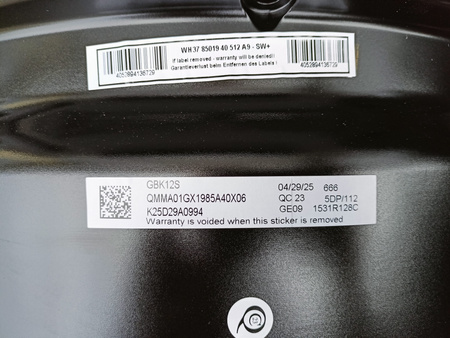 WH37 85019 40 512 A9 - SW+
If label removed - warranty will be denied!
Garantieverlust beim Entfernen des Labels!
4052894136729 4052894136729
GBK12S 04/29/25 666
QMMA01GX1985A40X06 QC 23 5DP/112
K25D29A0994 GE09 1531R128C
Warranty is voided when this sticker is removed